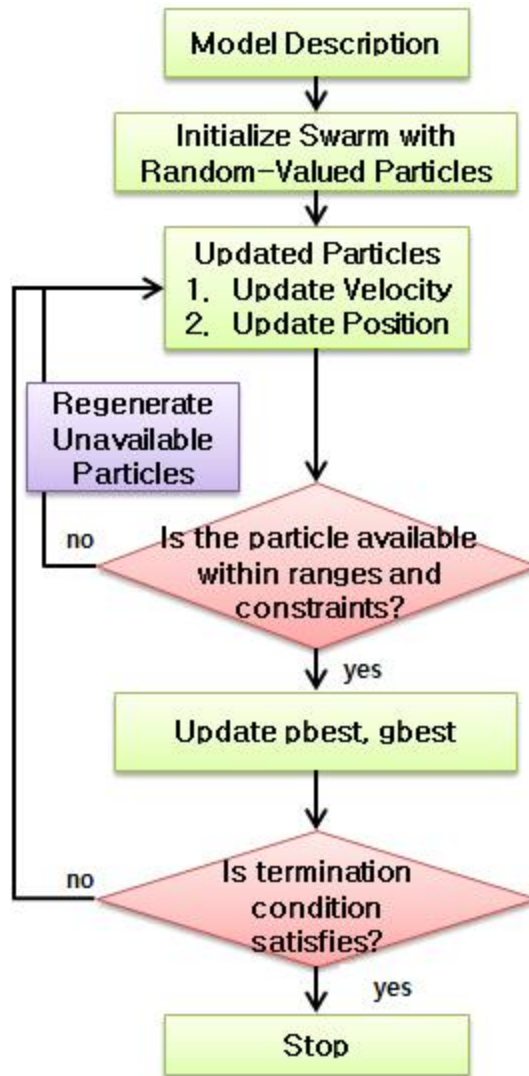 Model Description
Initialize Swarm with
Random-Valued Particles
Updated Particles
1. Update Velocity
2. Update Position
Regenerate
Unavailable
Particles
no
Is the particle available
within ranges and
constraints?
yes
Update pbest, gbest
no
Is termination
condition
satisfies?
yes
Stop